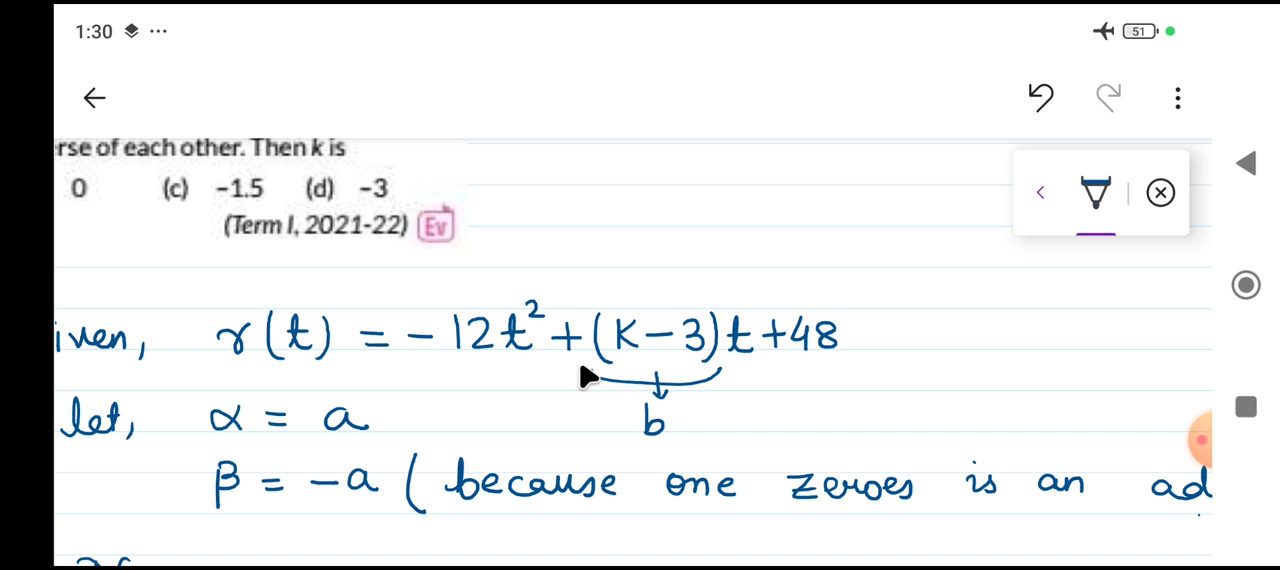 1:30 ...
51
rse of each other. Then k is
0 (c) -1.5 (d) -3
(Term I, 2021-22) Ev
iven, r(t) = -12t² + (K-3)t + 48
b
let, α = a
β = -a ( because one zeroes is an ad